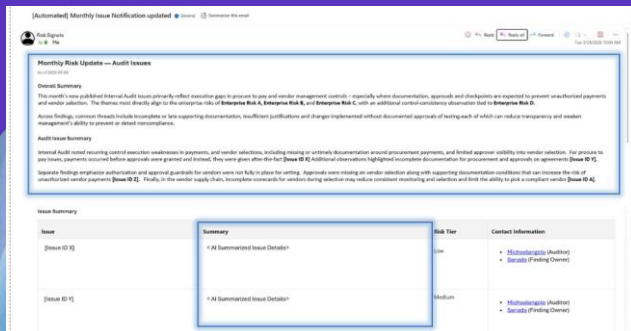 [Automated] Monthly Issue Notification updated General Summarize this email
Risk Signals
To Me
Reply Reply all Forward
Tue 3/24/2026 11:00 AM
Monthly Risk Update — Audit Issues
Overall Summary
This month's new published Internal Audit Issues primarily reflect execution gaps in procure to pay and vendor management controls – especially where documentation, approvals and checkpoints are expected to prevent unauthorized payments
and vendor selection. The themes most directly align to the enterprise risks of Enterprise Risk A, Enterprise Risk B, and Enterprise Risk C, with an additional control-consistency observation tied to Enterprise Risk D.
Across findings, common threads include incomplete or late supporting documentation, insufficient justifications and changes implemented without documented approvals of testing-each of which can reduce transparency and weaken
management's ability to prevent or detect noncompliance.
Audit Issue Summary
Internal Audit noted recurring control execution weaknesses in payments, and vendor selections, including missing or untimely documentation around procurement payments, and limited approver visibility into vendor selection. For procure to
pay issues, payments occurred before approvals were granted and instead, they were given after-the-fact [Issue ID X] Additional observations highlighted incomplete documentation for procurement and approvals on agreements [Issue ID Y].
Separate findings emphasize authorization and approval guardrails for vendors were not fully in place for vetting. Approvals were missing on vendor selection along with supporting documentation conditions that can increase the risk of
unauthorized vendor payments [Issue ID Z]. Finally, in the vendor supply chain, incomplete scorecards for vendors during selection may reduce consistent monitoring and selection and limit the ability to pick a compliant vendor [Issue ID A].
Issue Summary
Issue Summary Risk Tier Contact Information
[Issue ID X] < AI Summarized Issue Details> Low
Michaelangelo (Auditor)
Sanada (Finding Owner)
[Issue ID Y] < AI Summarized Issue Details> Medium
Michaelangelo (Auditor)
Sanada (Finding Owner)